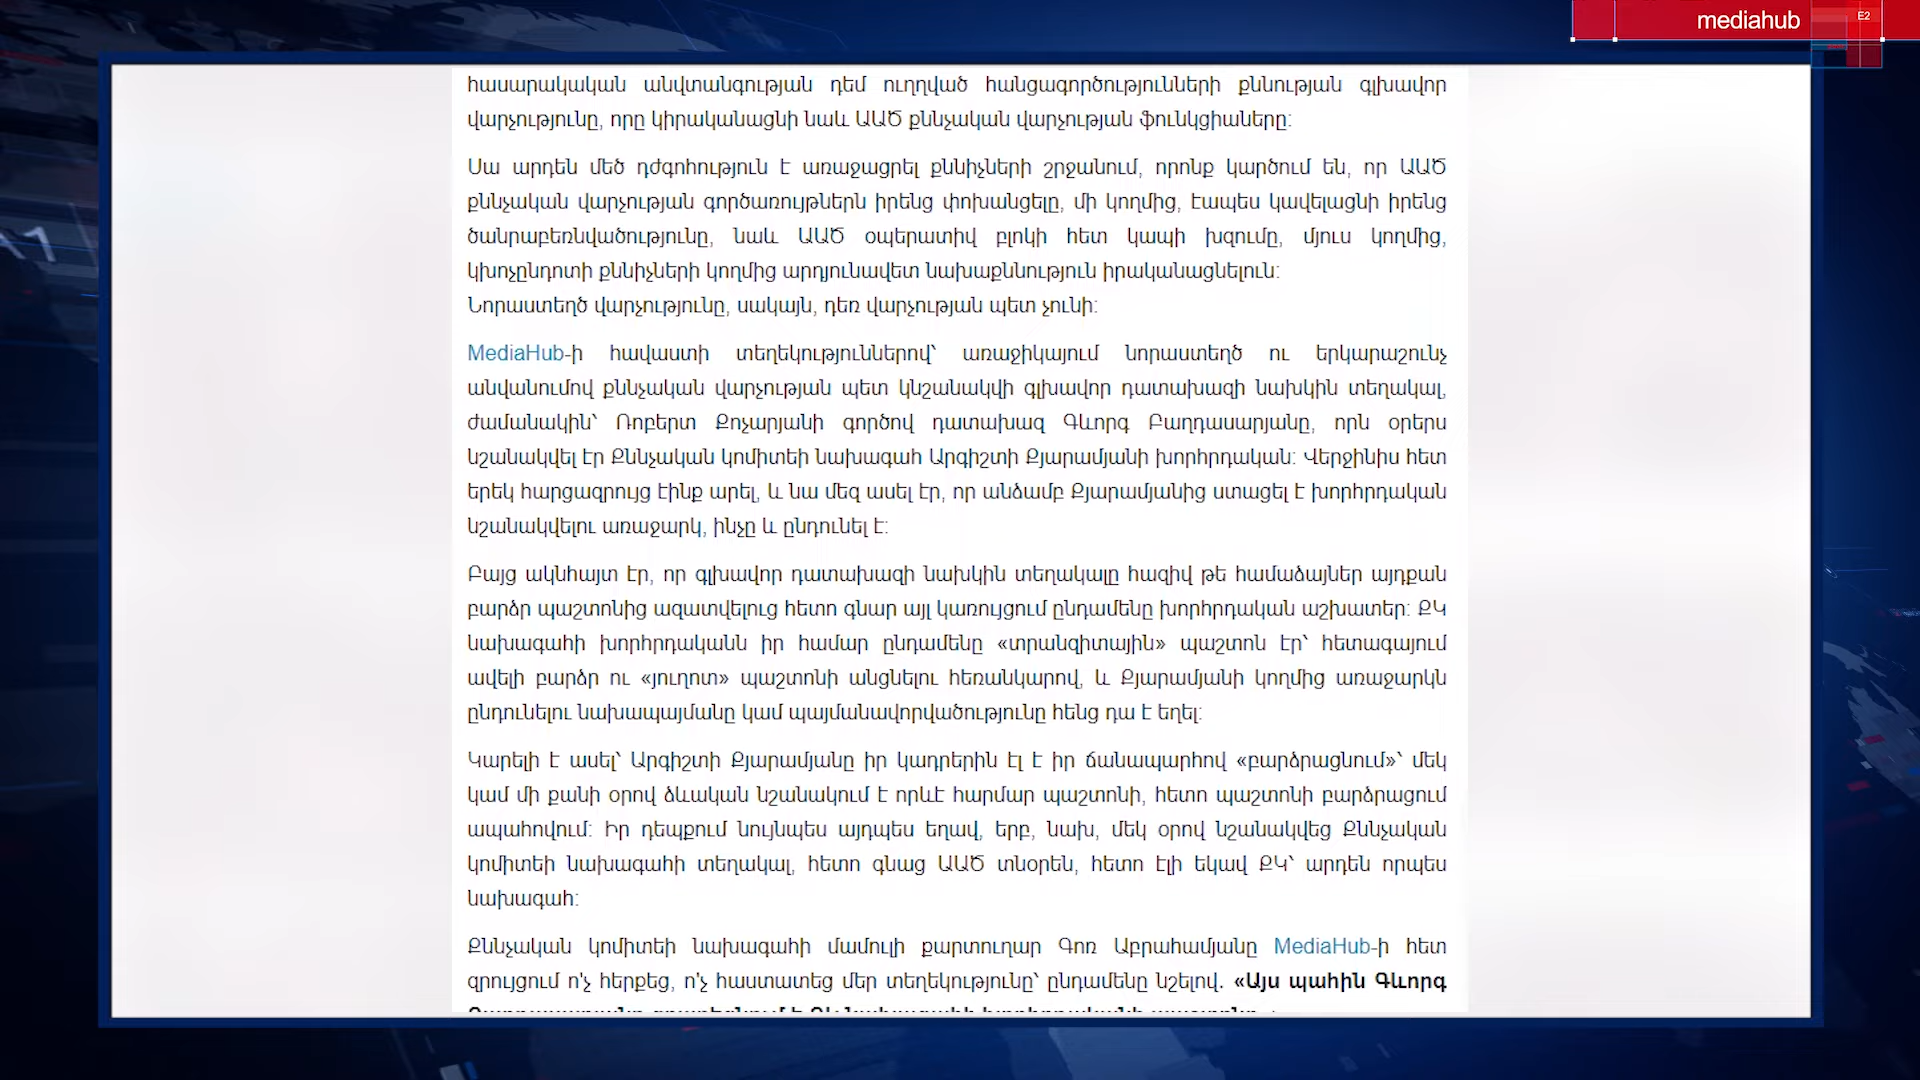 mediahub
E2
հասարակական անվտանգության դեմ ուղղված հանցագործությունների քննության գլխավոր
վարչությունը, որը կիրականացնի նաև ԱԱԾ քննչական վարչության ֆունկցիաները:
Սա արդեն մեծ դժգոհություն է առաջացրել քննիչների շրջանում, որոնք կարծում են, որ ԱԱԾ
քննչական վարչության գործառույթներն իրենց փոխանցելը, մի կողմից, էապես կավելացնի իրենց
ծանրաբեռնվածությունը, նաև ԱԱԾ օպերատիվ բլոկի հետ կապի խզումը, մյուս կողմից,
կխոչընդոտի քննիչների կողմից արդյունավետ նախաքննություն իրականացնելուն:
Նորաստեղծ վարչությունը, սակայն, դեռ վարչության պետ չունի:
MediaHub-ի հավաստի տեղեկություններով՝ առաջիկայում նորաստեղծ ու երկարաշունչ
անվանումով քննչական վարչության պետ կնշանակվի գլխավոր դատախազի նախկին տեղակալ,
ժամանակին՝ Ռոբերտ Քոչարյանի գործով դատախազ Գևորգ Բաղդասարյանը, որն օրերս
նշանակվել էր Քննչական կոմիտեի նախագահ Արգիշտի Քյարամյանի խորհրդական: Վերջինիս հետ
երեկ հարցազրույց էինք արել, և նա մեզ ասել էր, որ անձամբ Քյարամյանից ստացել է խորհրդական
նշանակվելու առաջարկ, ինչը և ընդունել է:
Բայց ակնհայտ էր, որ գլխավոր դատախազի նախկին տեղակալը հազիվ թե համաձայներ այդքան
բարձր պաշտոնից ազատվելուց հետո գնար այլ կառույցում ընդամենը խորհրդական աշխատեր: ՔԿ
նախագահի խորհրդականն իր համար ընդամենը «տրանզիտային» պաշտոն էր՝ հետագայում
ավելի բարձր ու «յուղոտ» պաշտոնի անցնելու հեռանկարով, և Քյարամյանի կողմից առաջարկն
ընդունելու նախապայմանը կամ պայմանավորվածությունը հենց դա է եղել:
Կարելի է ասել՝ Արգիշտի Քյարամյանը իր կադրերին էլ է իր ճանապարհով «բարձրացնում»՝ մեկ
կամ մի քանի օրով ձևական նշանակում է որևէ հարմար պաշտոնի, հետո պաշտոնի բարձրացում
ապահովում: Իր դեպքում նույնպես այդպես եղավ, երբ, նախ, մեկ օրով նշանակվեց Քննչական
կոմիտեի նախագահի տեղակալ, հետո գնաց ԱԱԾ տնօրեն, հետո էլի եկավ ՔԿ՝ արդեն որպես
նախագահ:
Քննչական կոմիտեի նախագահի մամուլի քարտուղար Գոռ Աբրահամյանը MediaHub-ի հետ
զրույցում ո'չ հերքեց, ո'չ հաստատեց մեր տեղեկությունը՝ ընդամենը նշելով. «Այս պահին Գևորգ